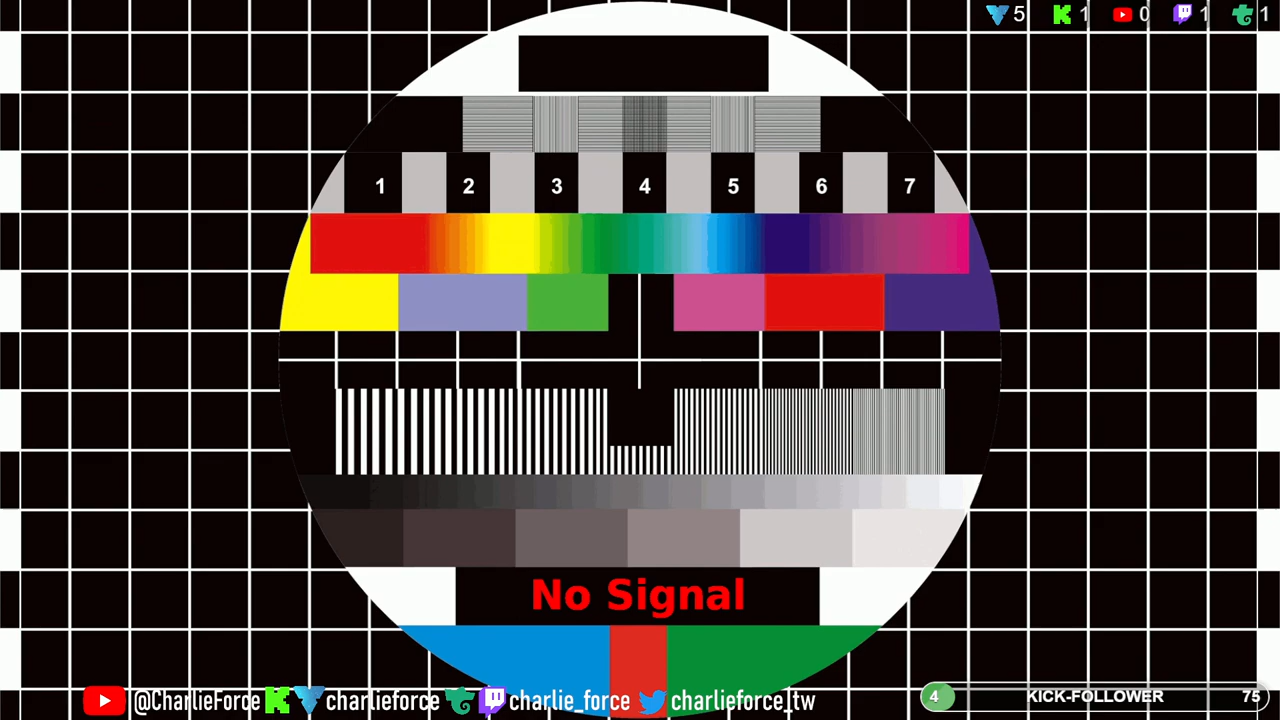 5 1 0 1 1
1 2 3 4 5 6 7
No Signal
@CharlieForce charlieforce charlie_force charlieforce_tw
4 KICK-FOLLOWER 75